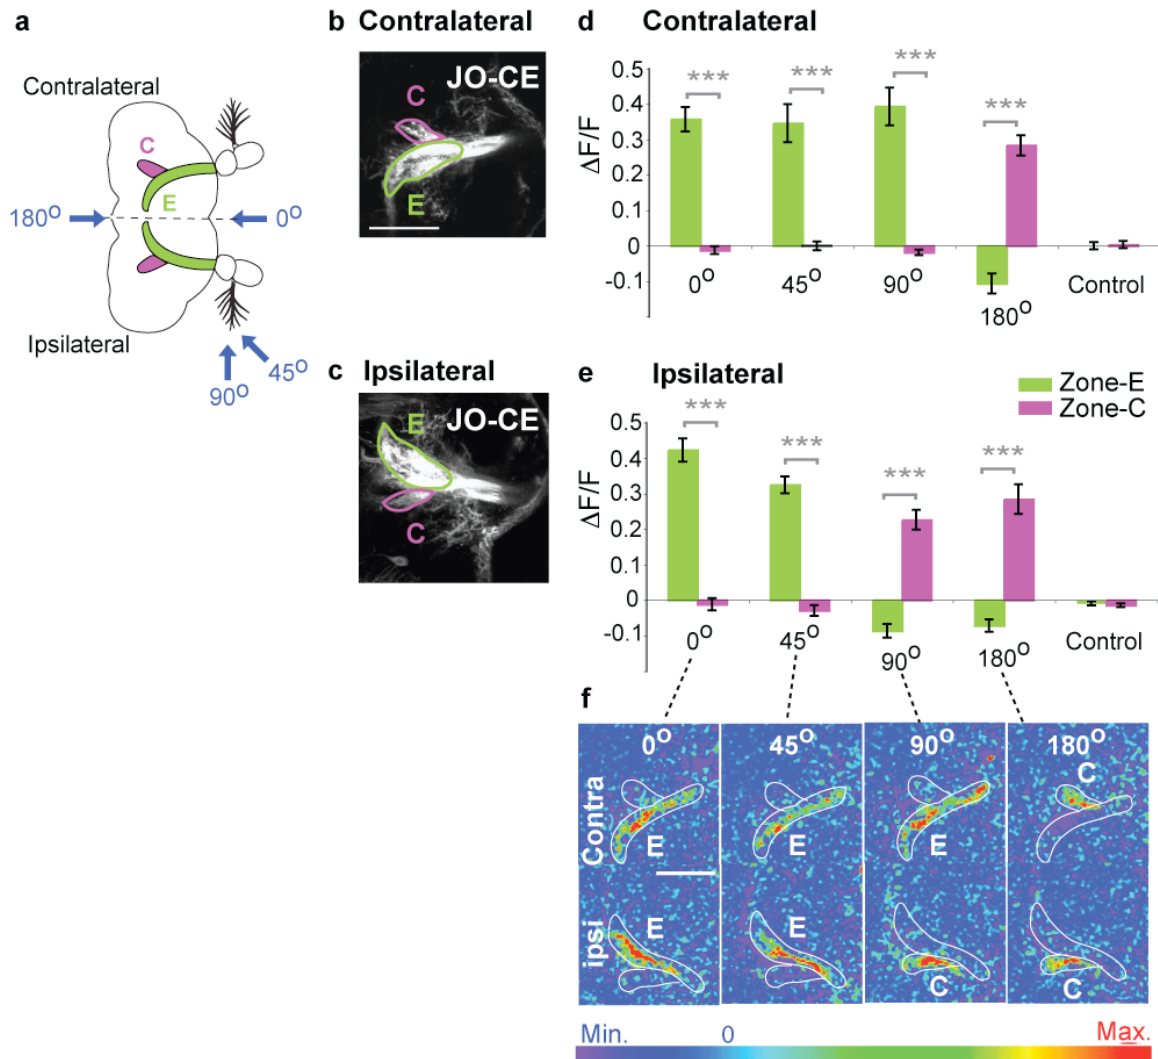 a
Contralateral
C
E
180°
0°
Ipsilateral
45°
90°
b Contralateral
JO-CE
C
E
c Ipsilateral
JO-CE
E
C
d Contralateral
ΔF/F
0.5
0.4
0.3
0.2
0.1
0
-0.1
***
***
***
***
0°
45°
90°
180°
Control
e Ipsilateral
Zone-E
Zone-C
ΔF/F
0.5
0.4
0.3
0.2
0.1
0
-0.1
***
***
***
***
0°
45°
90°
180°
Control
f
0°
45°
90°
180°
Contra
E
E
E
C
ipsi
E
E
C
C
Min.
0
Max.